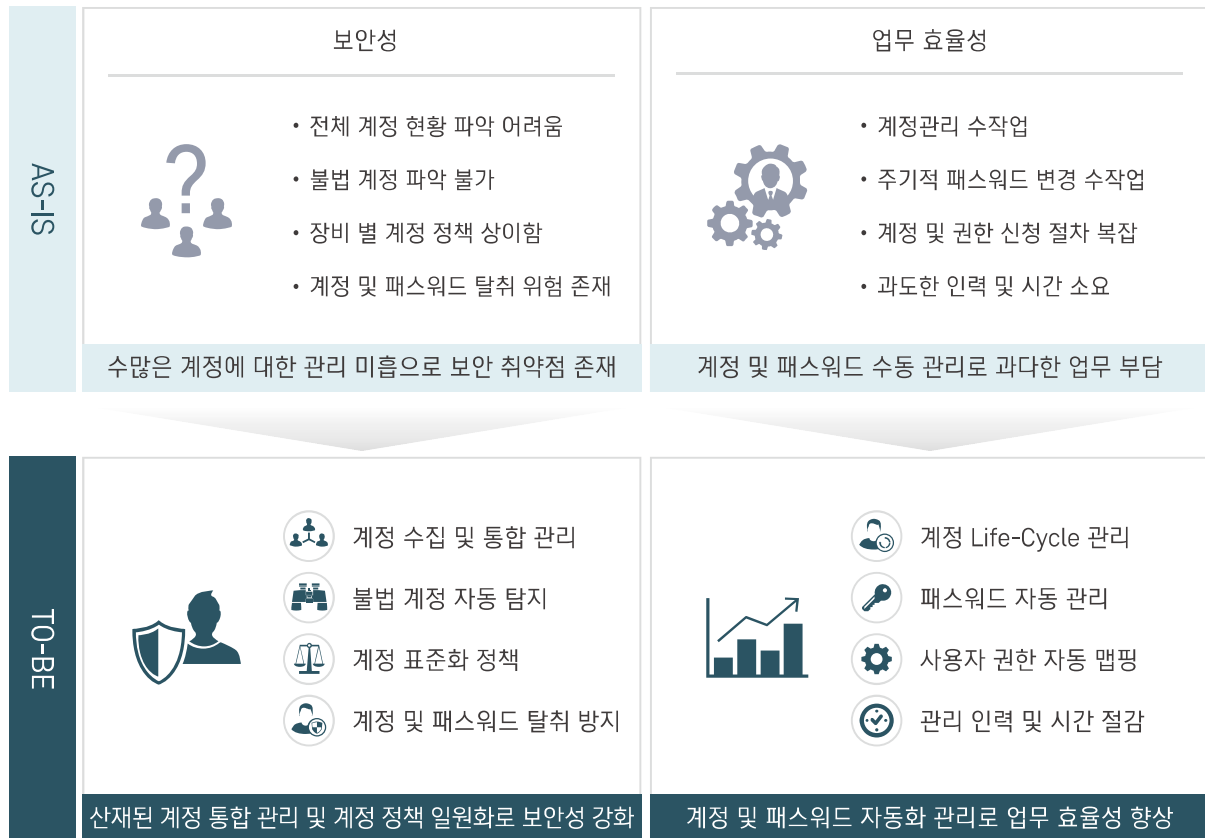 AS-IS
보안성
• 전체 계정 현황 파악 어려움
• 불법 계정 파악 불가
• 장비 별 계정 정책 상이함
• 계정 및 패스워드 탈취 위험 존재
수많은 계정에 대한 관리 미흡으로 보안 취약점 존재
업무 효율성
• 계정관리 수작업
• 주기적 패스워드 변경 수작업
• 계정 및 권한 신청 절차 복잡
• 과도한 인력 및 시간 소요
계정 및 패스워드 수동 관리로 과다한 업무 부담
TO-BE
계정 수집 및 통합 관리
불법 계정 자동 탐지
계정 표준화 정책
계정 및 패스워드 탈취 방지
산재된 계정 통합 관리 및 계정 정책 일원화로 보안성 강화
계정 Life-Cycle 관리
패스워드 자동 관리
사용자 권한 자동 맵핑
관리 인력 및 시간 절감
계정 및 패스워드 자동화 관리로 업무 효율성 향상